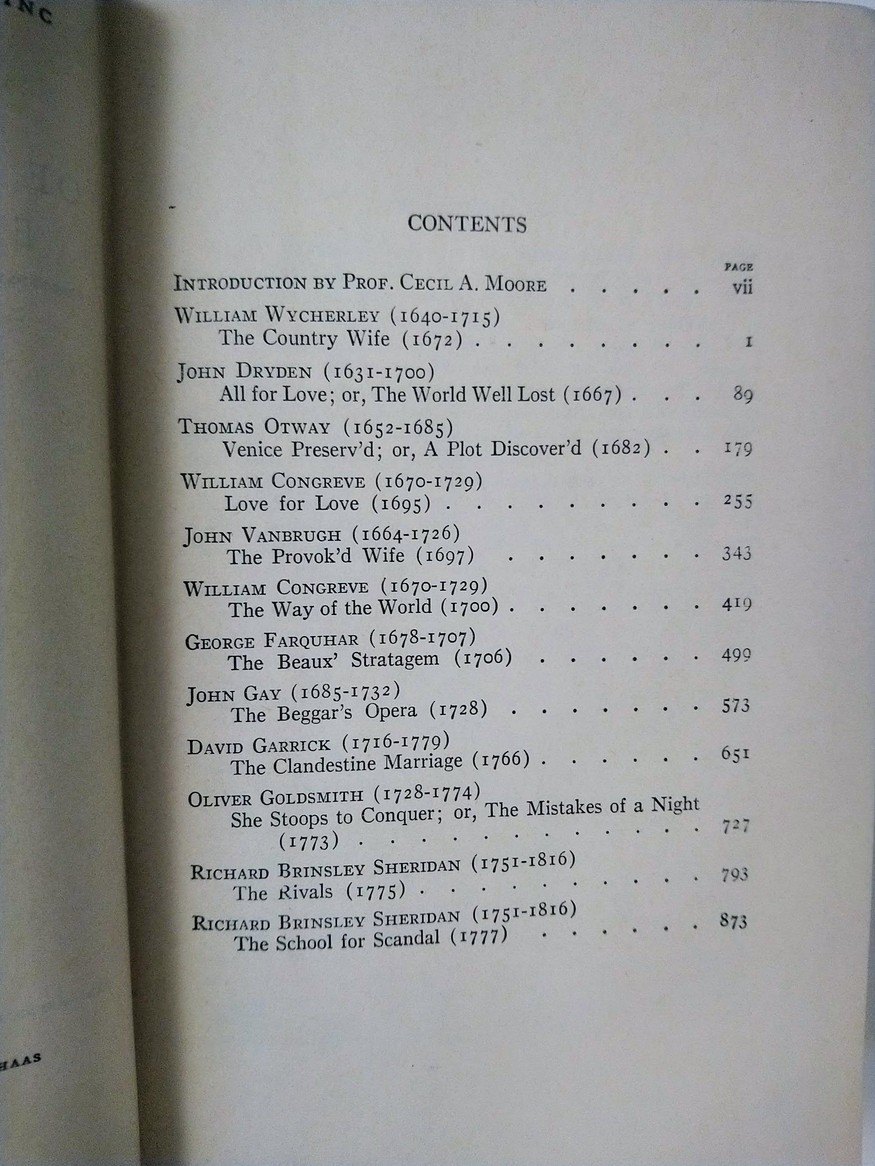 INC
HAAS
CONTENTS
PAGE
INTRODUCTION BY PROF. CECIL A. MOORE . . . . . vii
WILLIAM WYCHERLEY (1640-1715)
The Country Wife (1672) . . . . . . . . 1
JOHN DRYDEN (1631-1700)
All for Love; or, The World Well Lost (1667) . . . 89
THOMAS OTWAY (1652-1685)
Venice Preserv'd; or, A Plot Discover'd (1682) . . 179
WILLIAM CONGREVE (1670-1729)
Love for Love (1695) . . . . . . . . . 255
JOHN VANBRUGH (1664-1726)
The Provok'd Wife (1697) . . . . . . . 343
WILLIAM CONGREVE (1670-1729)
The Way of the World (1700) . . . . . . . 419
GEORGE FARQUHAR (1678-1707)
The Beaux' Stratagem (1706) . . . . . . 499
JOHN GAY (1685-1732)
The Beggar's Opera (1728) . . . . . . . 573
DAVID GARRICK (1716-1779)
The Clandestine Marriage (1766) . . . . . . 651
OLIVER GOLDSMITH (1728-1774)
She Stoops to Conquer; or, The Mistakes of a Night
(1773) . . . . . . . . . . . . 727
RICHARD BRINSLEY SHERIDAN (1751-1816)
The Rivals (1775) . . . . . . . . . . 793
RICHARD BRINSLEY SHERIDAN (1751-1816)
The School for Scandal (1777) . . . . . . 873